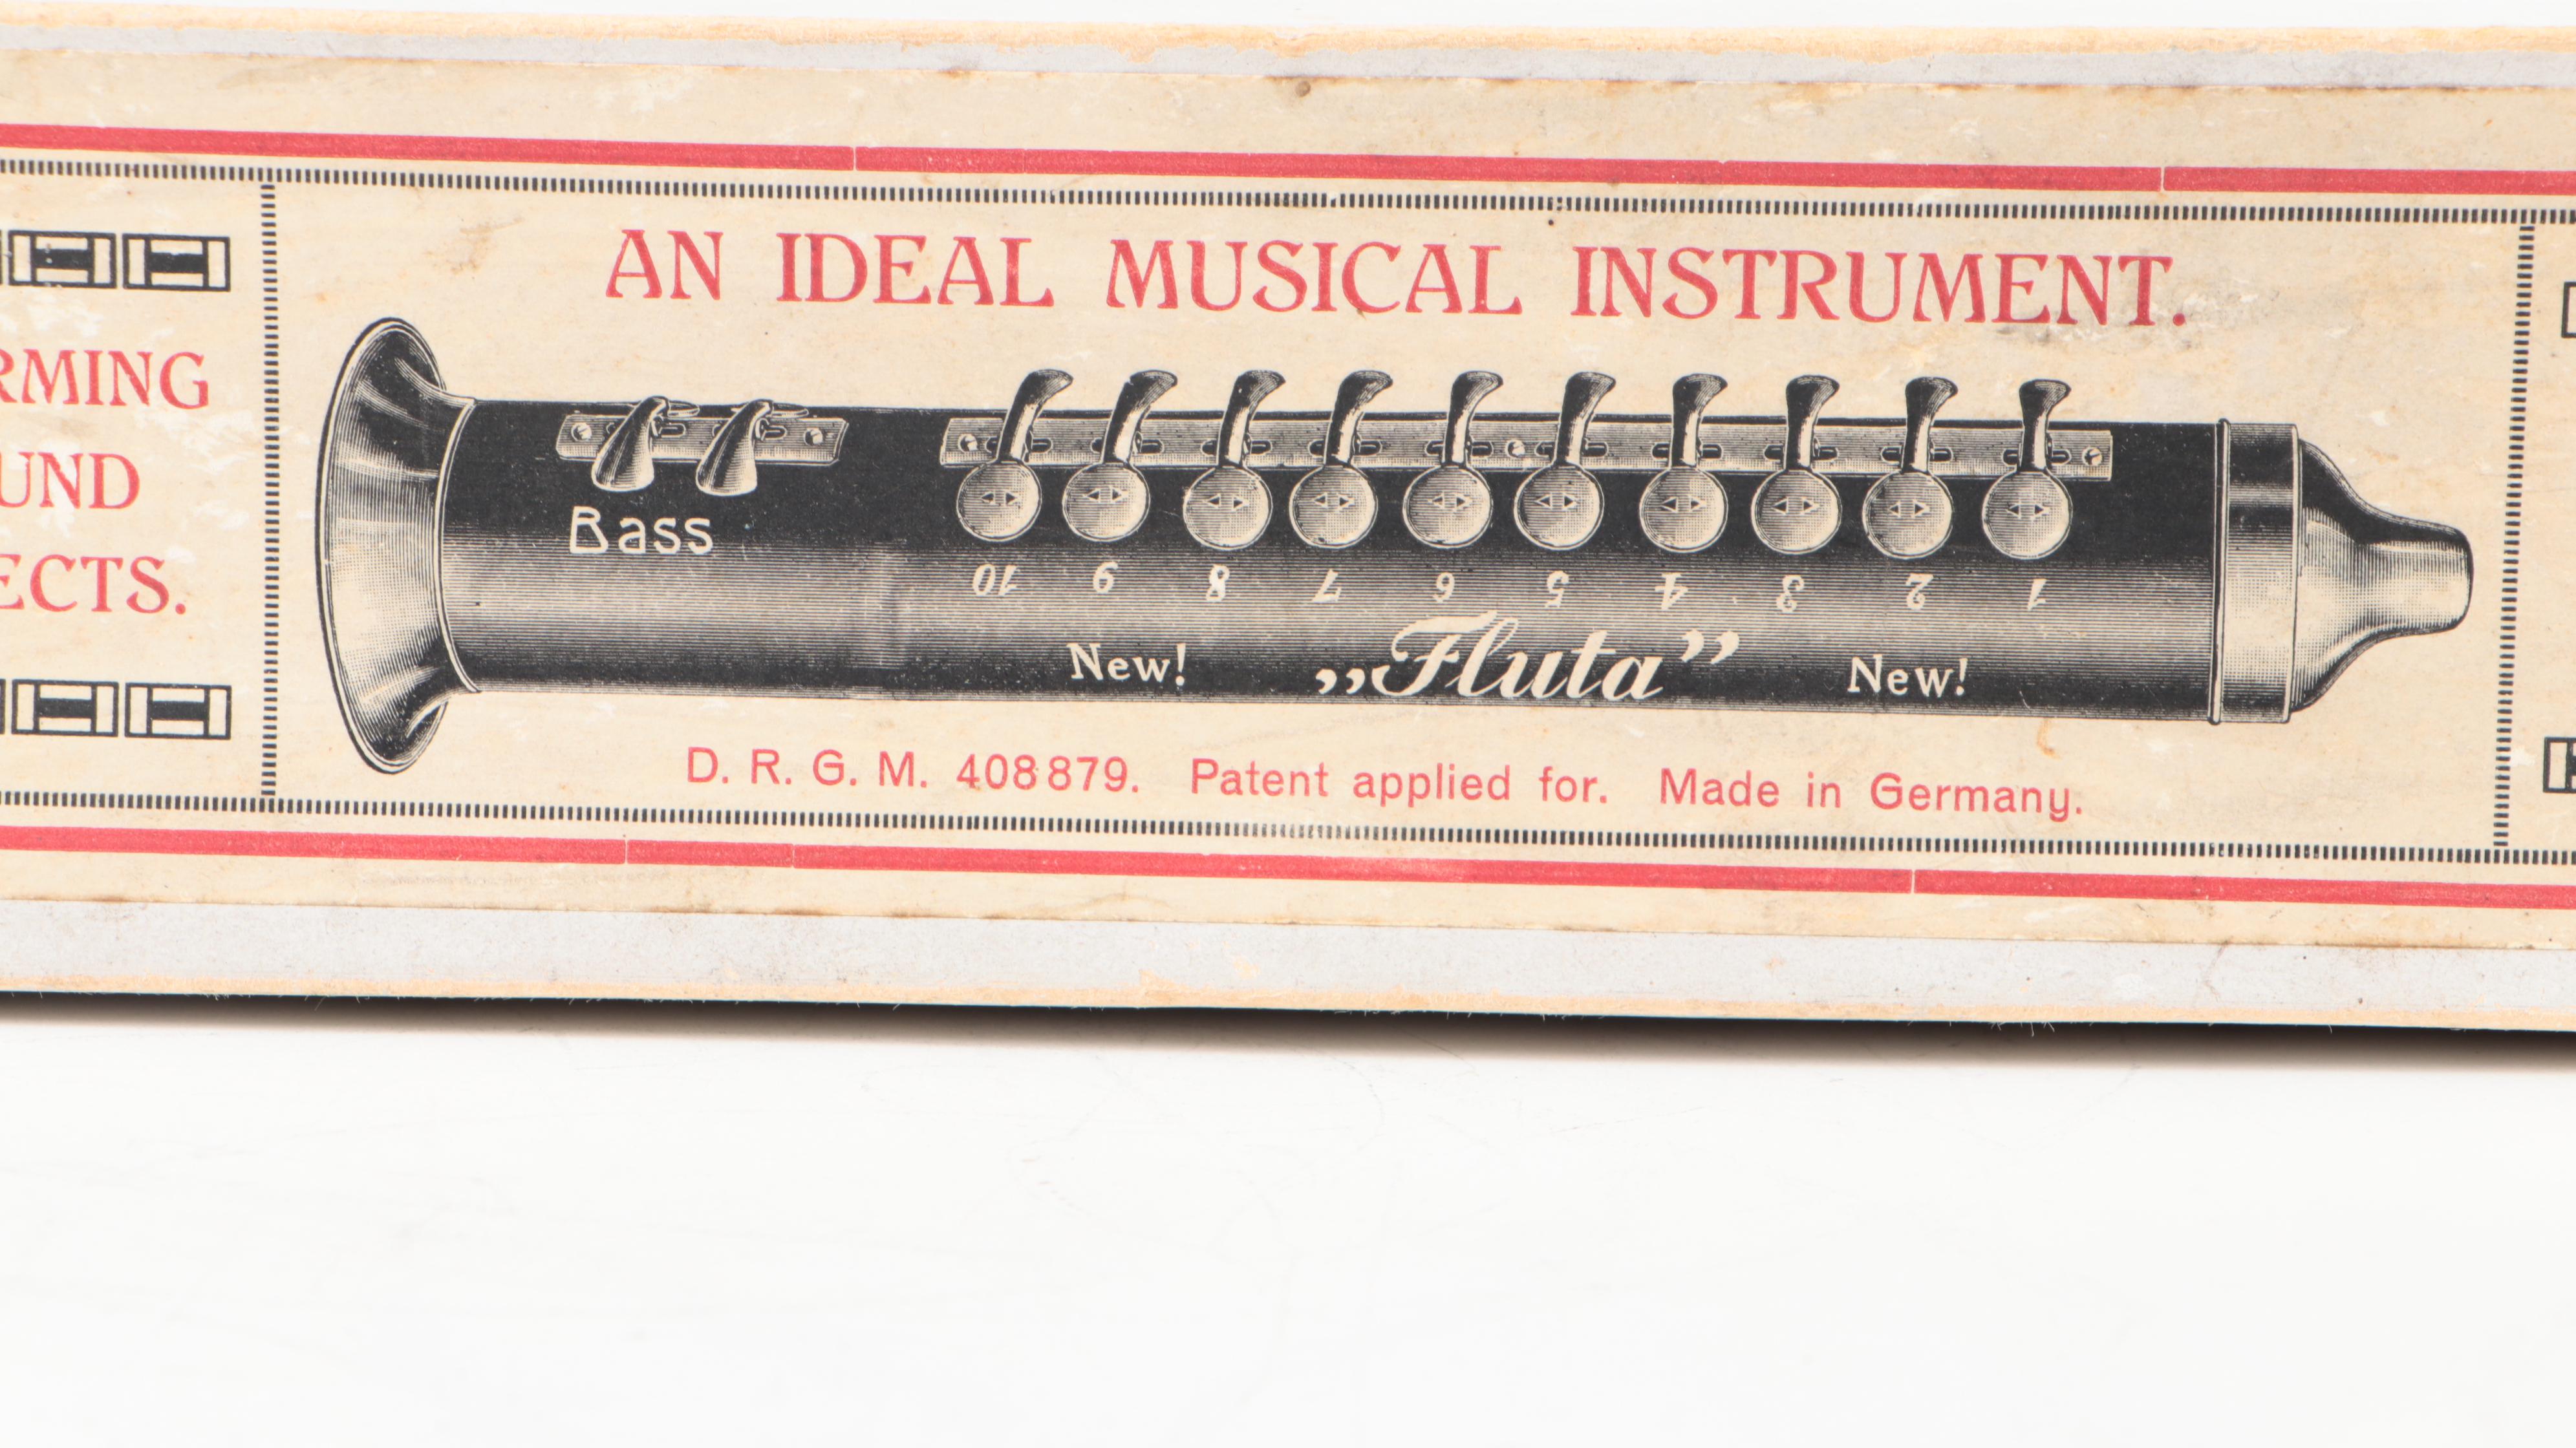 AN IDEAL MUSICAL INSTRUMENT.
RMING
UND
ECTS.
Bass
10 9 8 7 6 5 4 3 2 1
New! „Fluta” New!
D. R. G. M. 408879. Patent applied for. Made in Germany.